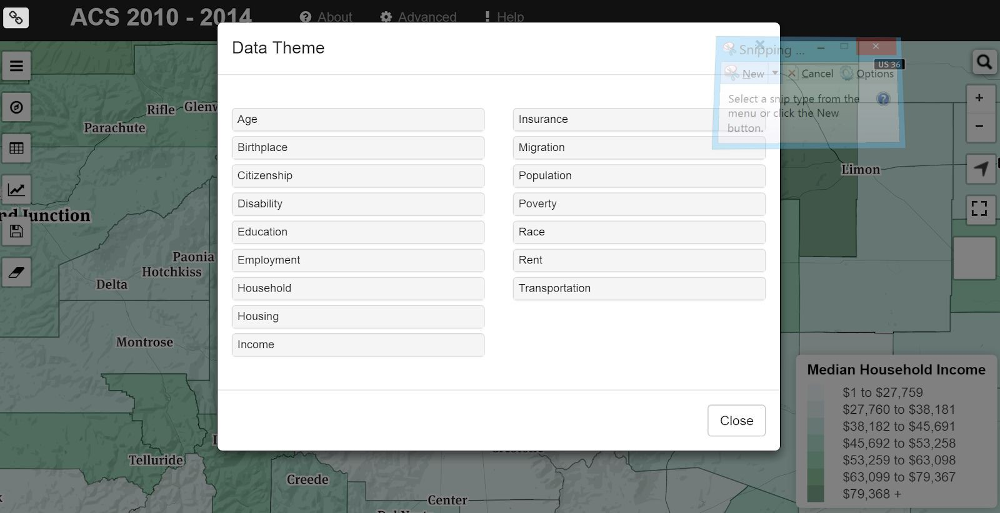 ACS 2010 - 2014
About
Advanced
Help
Data Theme
Snipping ...
New
Cancel
Options
US 36
Select a snip type from the
menu or click the New
button.
Age
Birthplace
Citizenship
Disability
Education
Employment
Household
Housing
Income
Insurance
Migration
Population
Poverty
Race
Rent
Transportation
Close
Rifle
Parachute
nd Junction
Paonia
Hotchkiss
Delta
Montrose
Telluride
Creede
Center
Limon
Median Household Income
$1 to $27,759
$27,760 to $38,181
$38,182 to $45,691
$45,692 to $53,258
$53,259 to $63,098
$63,099 to $79,367
$79,368 +